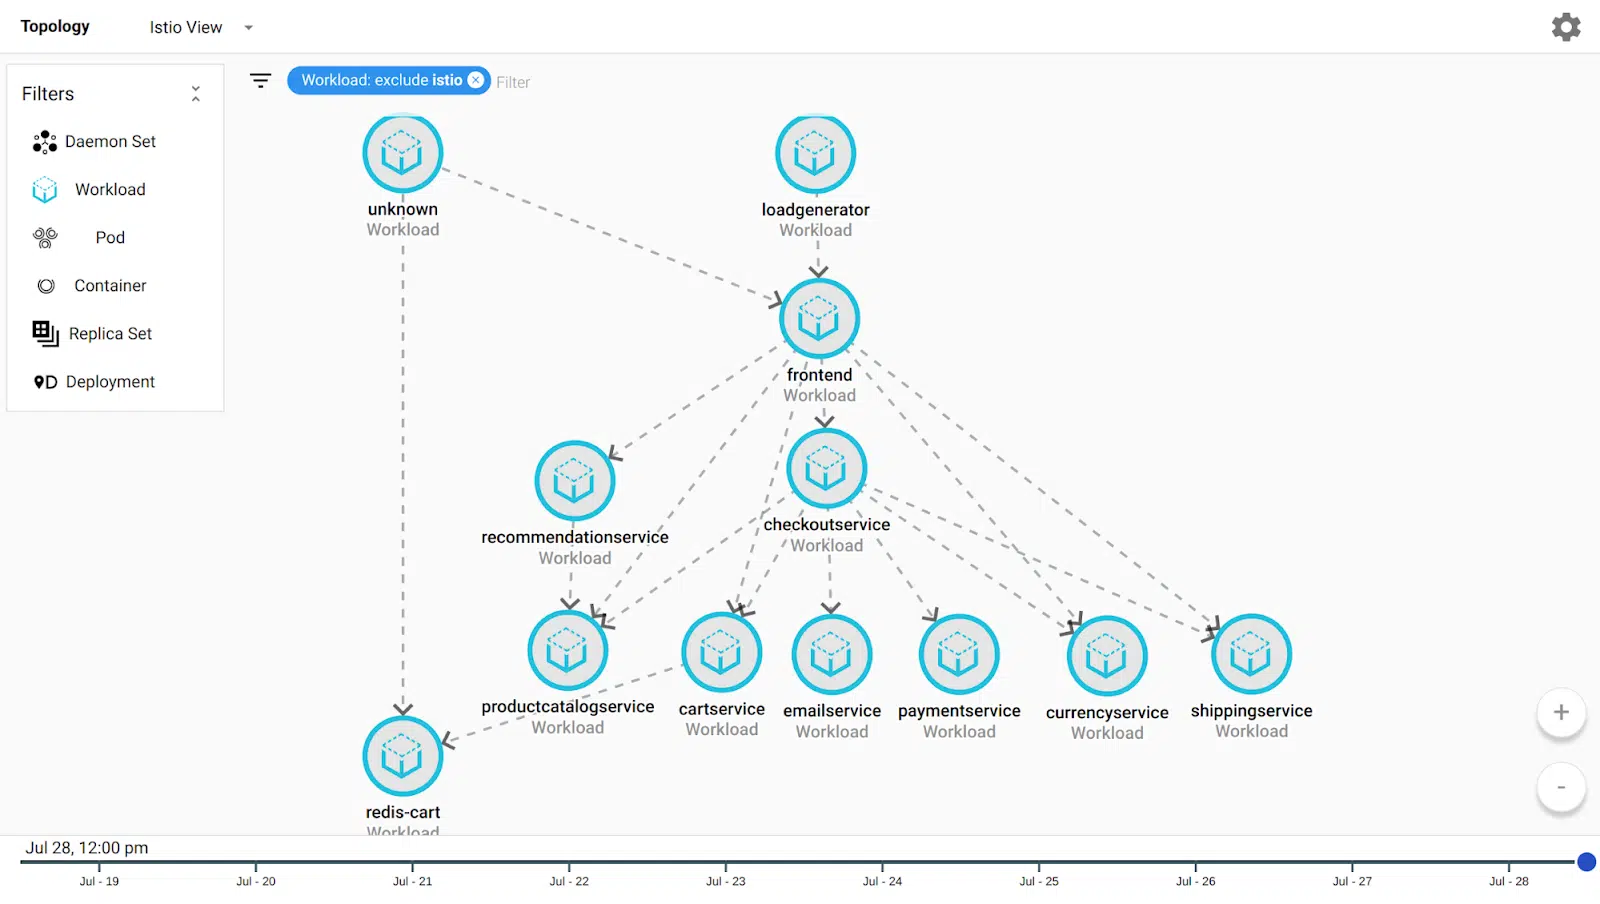 Topology
Istio View
Filters
Daemon Set
Workload
Pod
Container
Replica Set
D Deployment
Workload: exclude istio
Filter
unknown
Workload
loadgenerator
Workload
frontend
Workload
recommendationservice
Workload
checkoutservice
Workload
productcatalogservice
Workload
cartservice
Workload
emailservice
Workload
paymentservice
Workload
currencyservice
Workload
shippingservice
Workload
redis-cart
Workload
+
-
Jul 28, 12:00 pm
Jul - 19
Jul - 20
Jul - 21
Jul - 22
Jul - 23
Jul - 24
Jul - 25
Jul - 26
Jul - 27
Jul - 28